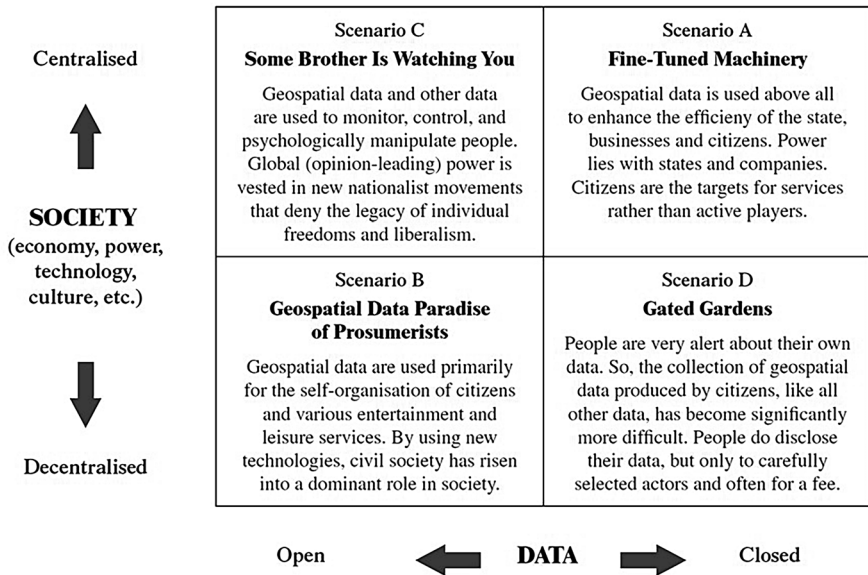 Centralised
SOCIETY
(economy, power,
technology,
culture, etc.)
Decentralised
Scenario C
Some Brother Is Watching You
Geospatial data and other data
are used to monitor, control, and
psychologically manipulate people.
Global (opinion-leading) power is
vested in new nationalist movements
that deny the legacy of individual
freedoms and liberalism.
Scenario A
Fine-Tuned Machinery
Geospatial data is used above all
to enhance the efficieny of the state,
businesses and citizens. Power
lies with states and companies.
Citizens are the targets for services
rather than active players.
Scenario B
Geospatial Data Paradise
of Prosumerists
Geospatial data are used primarily
for the self-organisation of citizens
and various entertainment and
leisure services. By using new
technologies, civil society has risen
into a dominant role in society.
Scenario D
Gated Gardens
People are very alert about their own
data. So, the collection of geospatial
data produced by citizens, like all
other data, has become significantly
more difficult. People do disclose
their data, but only to carefully
selected actors and often for a fee.
Open
DATA
Closed